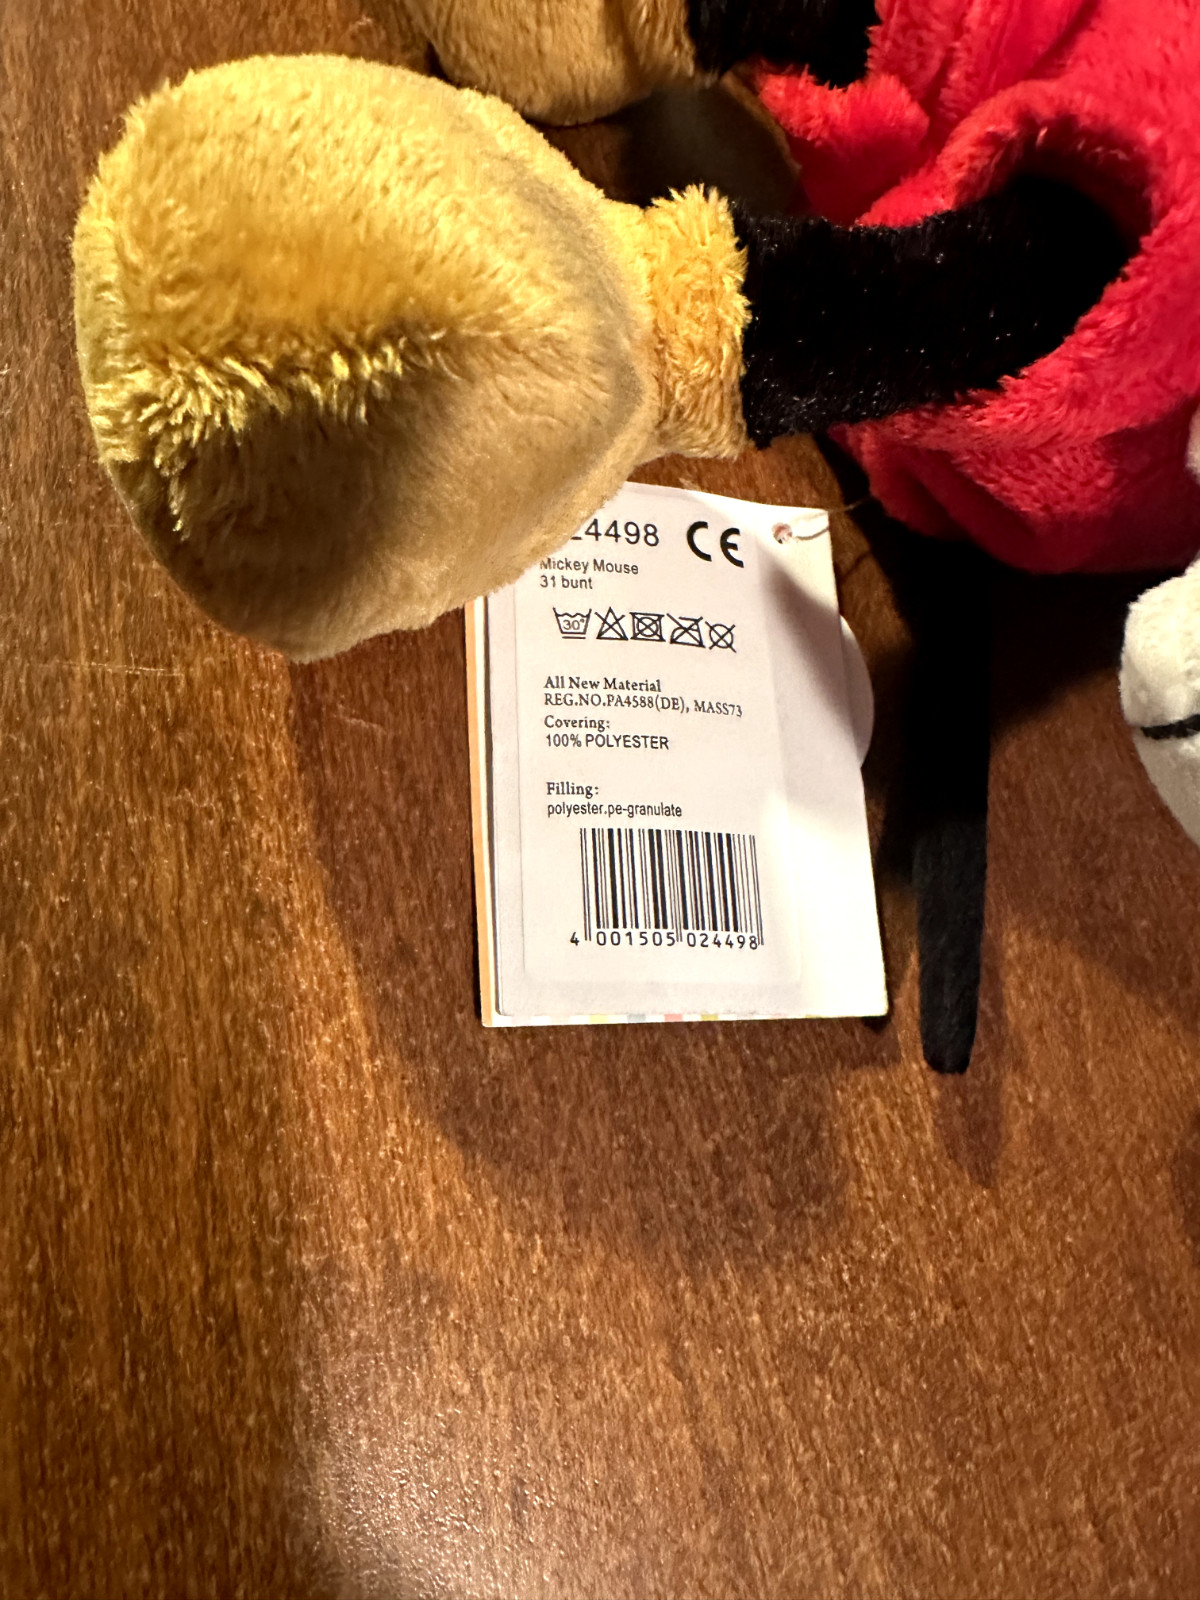 24498 CE
Mickey Mouse
31 bunt
30°
All New Material
REG.NO.PA4588(DE), MASS73
Covering:
100% POLYESTER
Filling:
polyester,pe-granulate
4 001505 024498